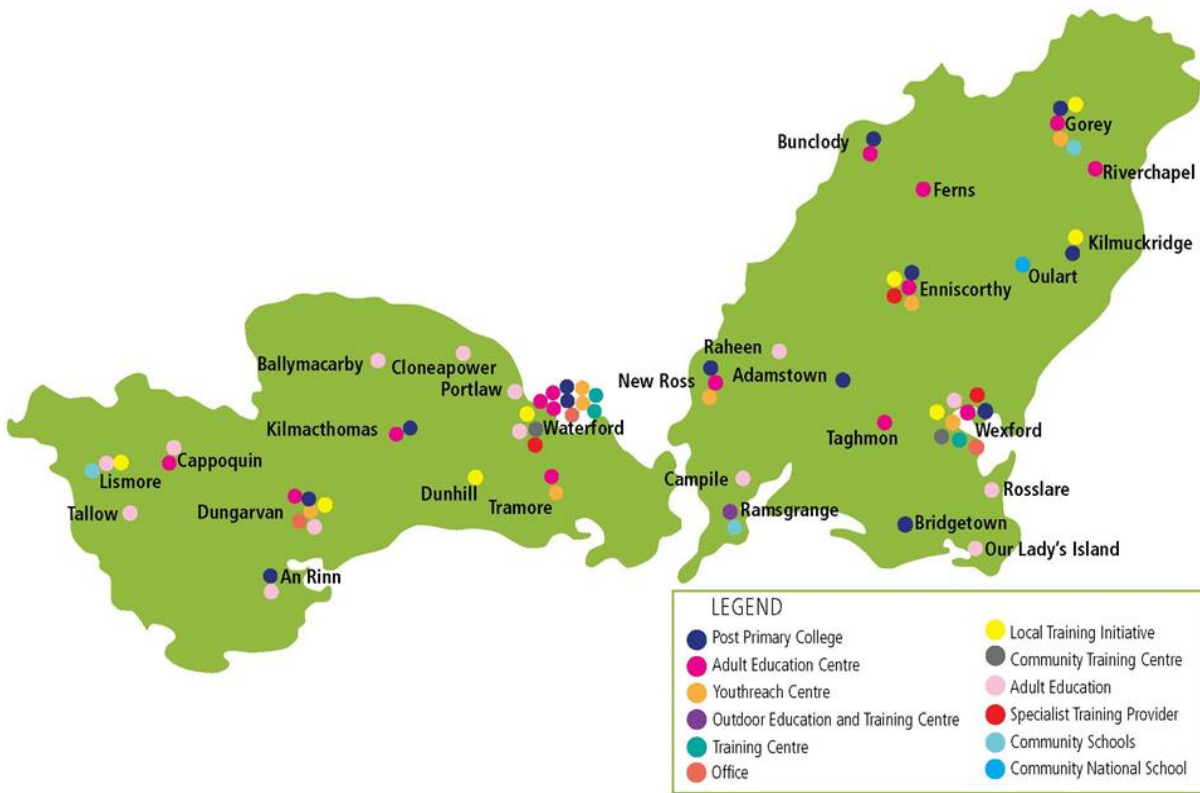 Gorey
Bunclody
Riverchapel
Ferns
Kilmuckridge
Oulart
Enniscorthy
Raheen
Ballymacarby
Cloneapower
Adamstown
New Ross
Portlaw
Kilmacthomas
Waterford
Wexford
Taghmon
Cappoquin
Lismore
Dunhill
Campile
Rosslare
Tramore
Tallow
Dungarvan
Ramsgrange
Bridgetown
Our Lady's Island
An Rinn
LEGEND
Post Primary College
Adult Education Centre
Youthreach Centre
Outdoor Education and Training Centre
Training Centre
Office
Local Training Initiative
Community Training Centre
Adult Education
Specialist Training Provider
Community Schools
Community National School